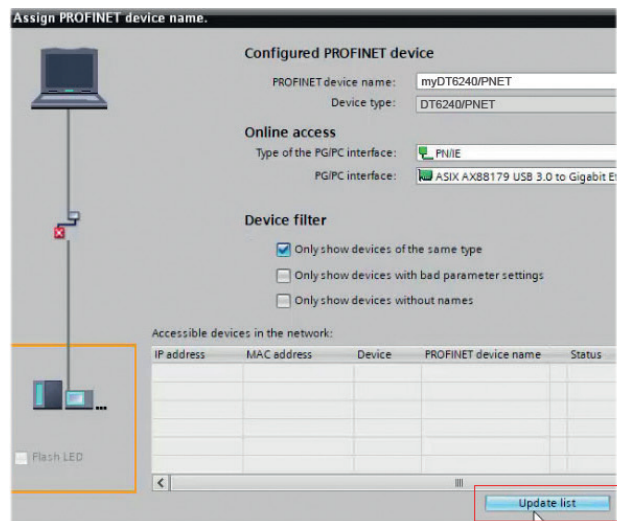 Assign PROFINET device name.
Configured PROFINET device
PROFINET device name: myDT6240/PNET
Device type: DT6240/PNET
Online access
Type of the PG/PC interface: PN/IE
PG/PC interface: ASIX AX88179 USB 3.0 to Gigabit Et
Device filter
Only show devices of the same type
Only show devices with bad parameter settings
Only show devices without names
Accessible devices in the network:
IP address MAC address Device PROFINET device name Status
Flash LED
Update list